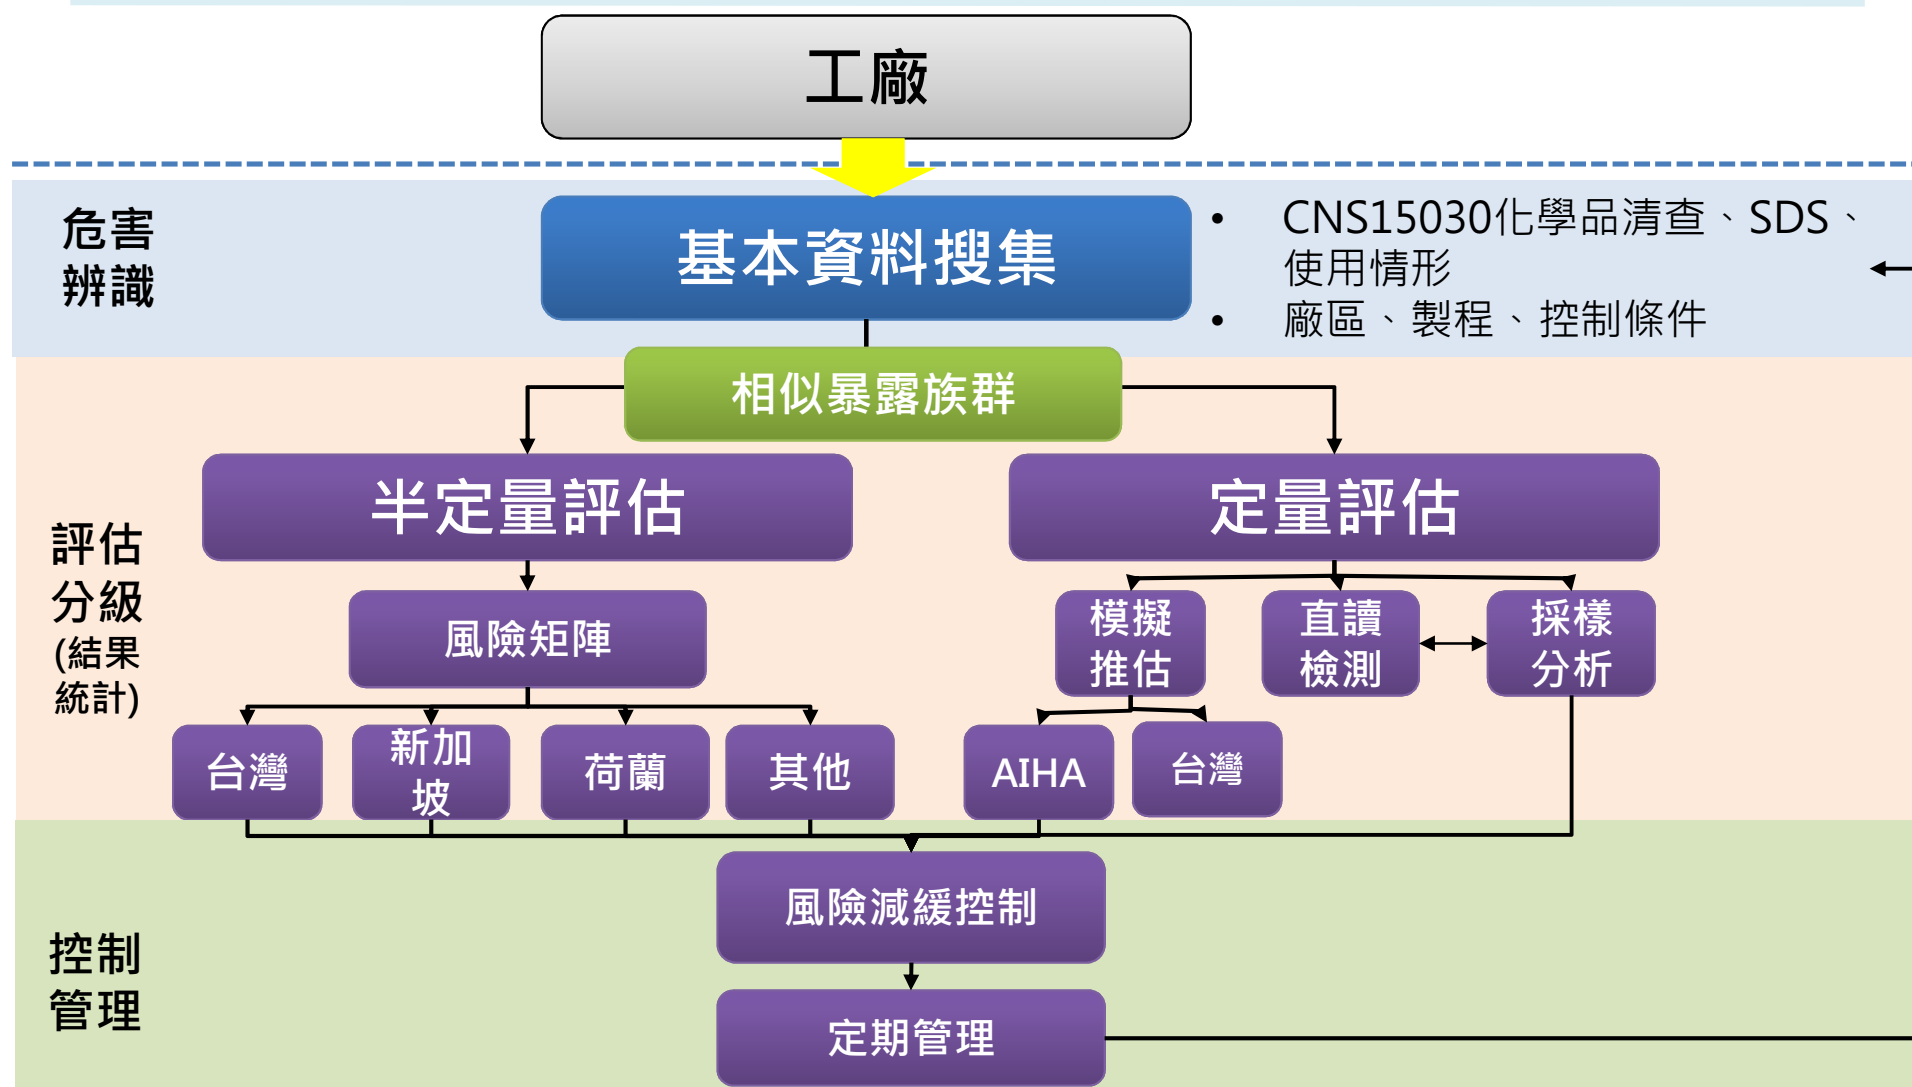 工廠
危害
辨識
基本資料搜集
• CNS15030化學品清查、SDS、
使用情形
• 廠區、製程、控制條件
相似暴露族群
半定量評估
定量評估
評估
分級
(結果
統計)
風險矩陣
模擬
推估
直讀
檢測
採樣
分析
台灣
新加
坡
荷蘭
其他
AIHA
台灣
控制
管理
風險減緩控制
定期管理